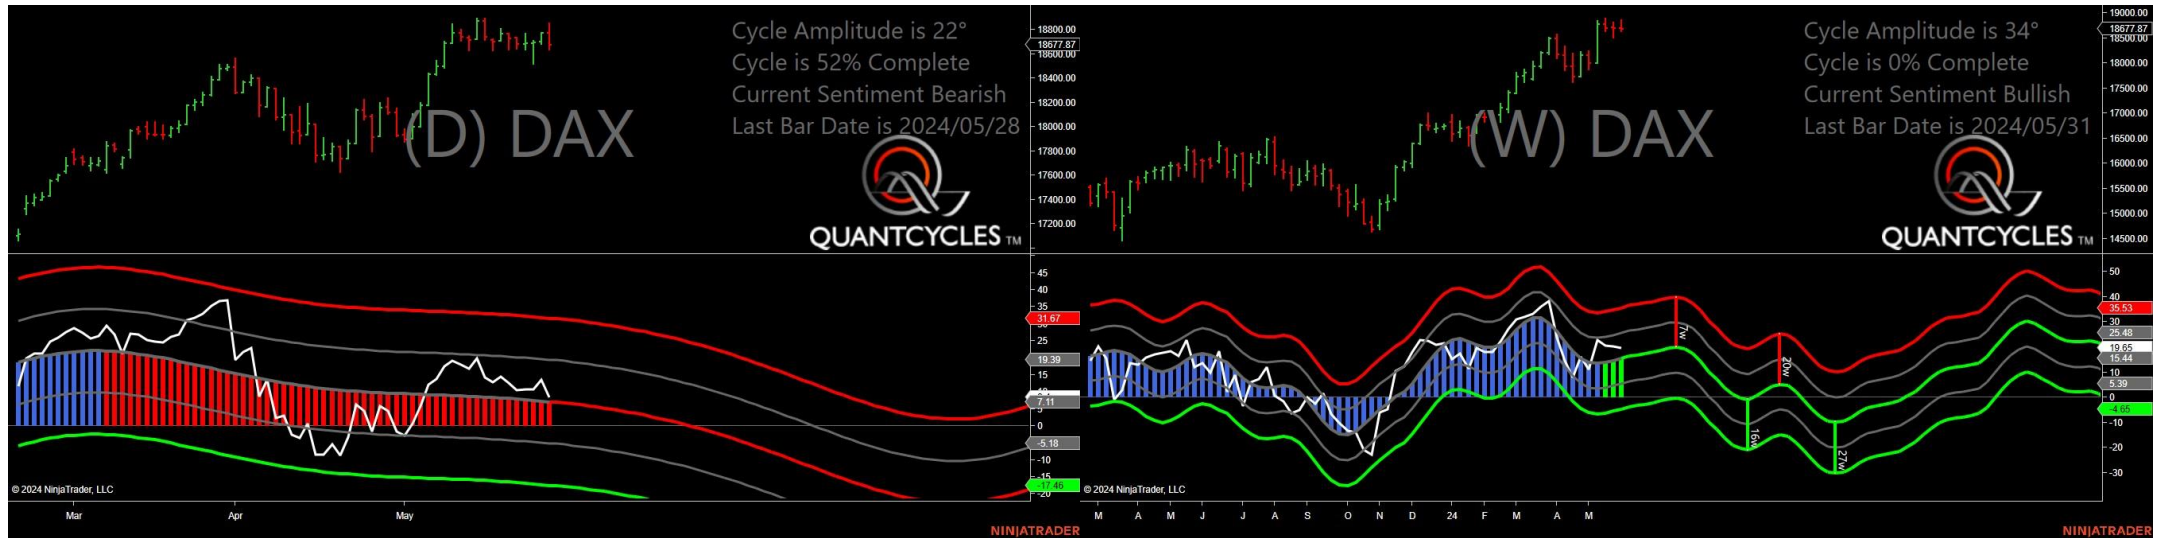 Cycle Amplitude is 22°
Cycle is 52% Complete
Current Sentiment Bearish
Last Bar Date is 2024/05/28
(D) DAX
QUANTCYCLES TM
18800.00
18677.87
18600.00
18400.00
18200.00
18000.00
17800.00
17600.00
17400.00
17200.00
45
40
35
31.67
30
25
19.39
15
7.11
5
0
-5.18
-10
-15
-17.46
-20
© 2024 NinjaTrader, LLC
Mar
Apr
May
NINJATRADER
Cycle Amplitude is 34°
Cycle is 0% Complete
Current Sentiment Bullish
Last Bar Date is 2024/05/31
(W) DAX
QUANTCYCLES TM
19000.00
18677.87
18500.00
18000.00
17500.00
17000.00
16500.00
16000.00
15500.00
15000.00
14500.00
7w
20w
16w
27w
50
40
35.53
30
25.48
19.65
15.44
10
5.39
0
-4.65
-10
-20
-30
© 2024 NinjaTrader, LLC
M A M J J A S O N D 24 F M A M
NINJATRADER